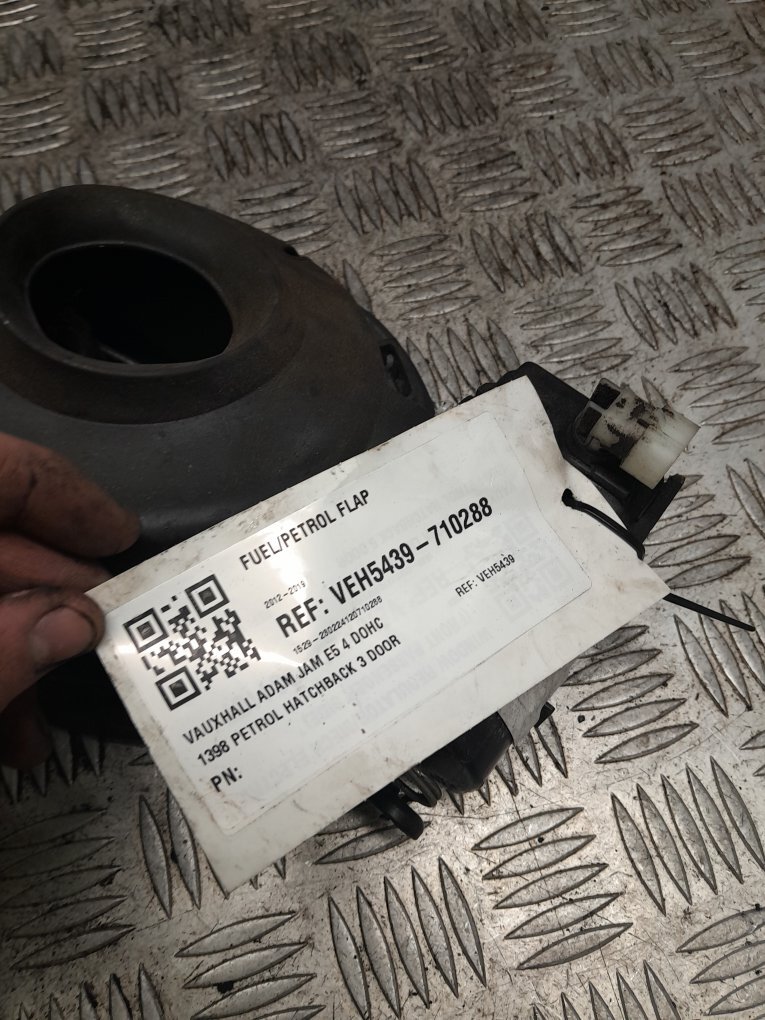 FUEL/PETROL FLAP
2012-2019
REF: VEH5439-710288
1529-280224120710288
REF: VEH5439
VAUXHALL ADAM JAM E5 4 DOHC
1398 PETROL HATCHBACK 3 DOOR
PN: